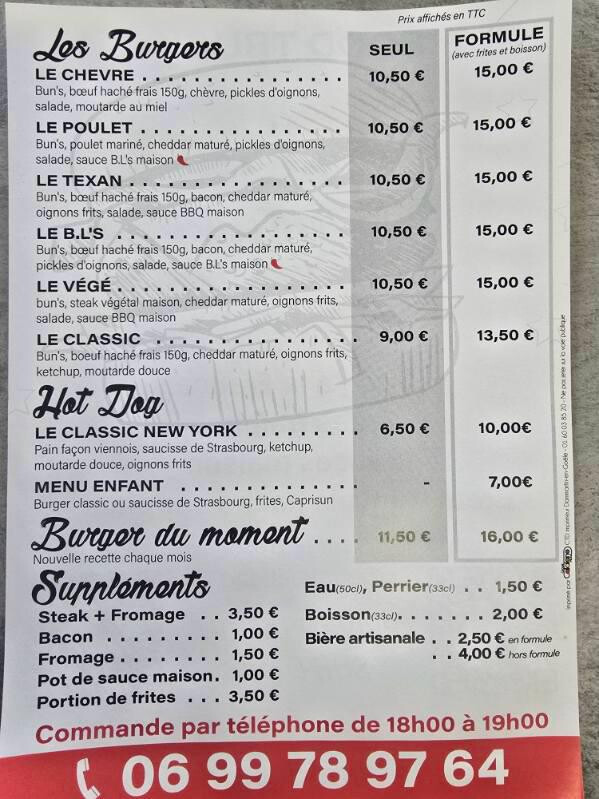 Prix affichés en TTC
Les Burgers
SEUL
FORMULE
(avec frites et boisson)
LE CHEVRE . . . . . . . . . . . . . . . . . 10,50 € 15,00 €
Bun's, bœuf haché frais 150g, chèvre, pickles d'oignons,
salade, moutarde au miel
LE POULET . . . . . . . . . . . . . . . . . 10,50 € 15,00 €
Bun's, poulet mariné, cheddar maturé, pickles d'oignons,
salade, sauce B.L's maison
LE TEXAN . . . . . . . . . . . . . . . . . . 10,50 € 15,00 €
Bun's, bœuf haché frais 150g, bacon, cheddar maturé,
oignons frits, salade, sauce BBQ maison
LE B.L'S . . . . . . . . . . . . . . . . . . . 10,50 € 15,00 €
Bun's, bœuf haché frais 150g, bacon, cheddar maturé,
pickles d'oignons, salade, sauce B.L's maison
LE VÉGÉ . . . . . . . . . . . . . . . . . . . 10,50 € 15,00 €
bun's, steak végétal maison, cheddar maturé, oignons frits,
salade, sauce BBQ maison
LE CLASSIC . . . . . . . . . . . . . . . . 9,00 € 13,50 €
Bun's, boeuf haché frais 150g, cheddar maturé, oignons frits,
ketchup, moutarde douce
Hot Dog
LE CLASSIC NEW YORK . . . . . . . . . 6,50 € 10,00€
Pain façon viennois, saucisse de Strasbourg, ketchup,
moutarde douce, oignons frits
MENU ENFANT . . . . . . . . . . . . . . - 7,00€
Burger classic ou saucisse de Strasbourg, frites, Caprisun
Burger du moment . . . . 11,50 € 16,00 €
Nouvelle recette chaque mois
Suppléments
Steak + Fromage . . 3,50 €
Bacon . . . . . . . . . 1,00 €
Fromage . . . . . . . . 1,50 €
Pot de sauce maison. 1,00 €
Portion de frites . . . 3,50 €
Eau(50cl), Perrier(33cl) . . 1,50 €
Boisson(33cl). . . . . . . 2,00 €
Bière artisanale . . 2,50 € en formule
. . 4,00 € hors formule
Commande par téléphone de 18h00 à 19h00
06 99 78 97 64